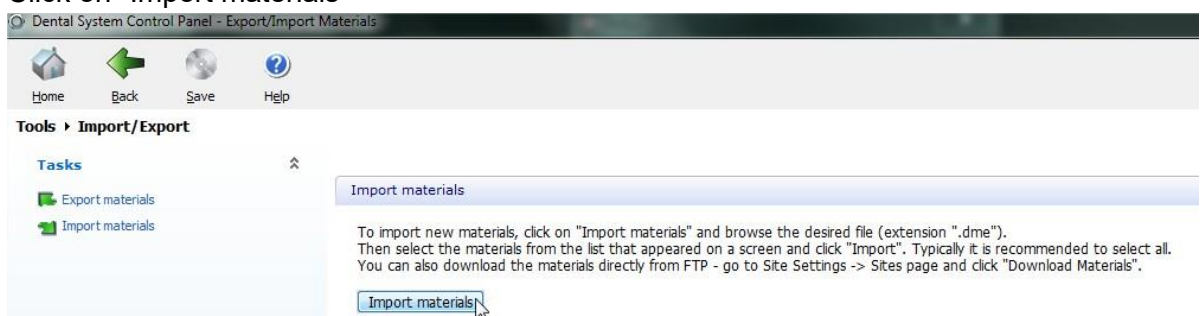 Click on "Import materials"
Dental System Control Panel - Export/Import Materials
Home Back Save Help
Tools ▸ Import/Export
Tasks
Export materials
Import materials
Import materials
To import new materials, click on "Import materials" and browse the desired file (extension ".dme").
Then select the materials from the list that appeared on a screen and click "Import". Typically it is recommended to select all.
You can also download the materials directly from FTP - go to Site Settings -> Sites page and click "Download Materials".
Import materials